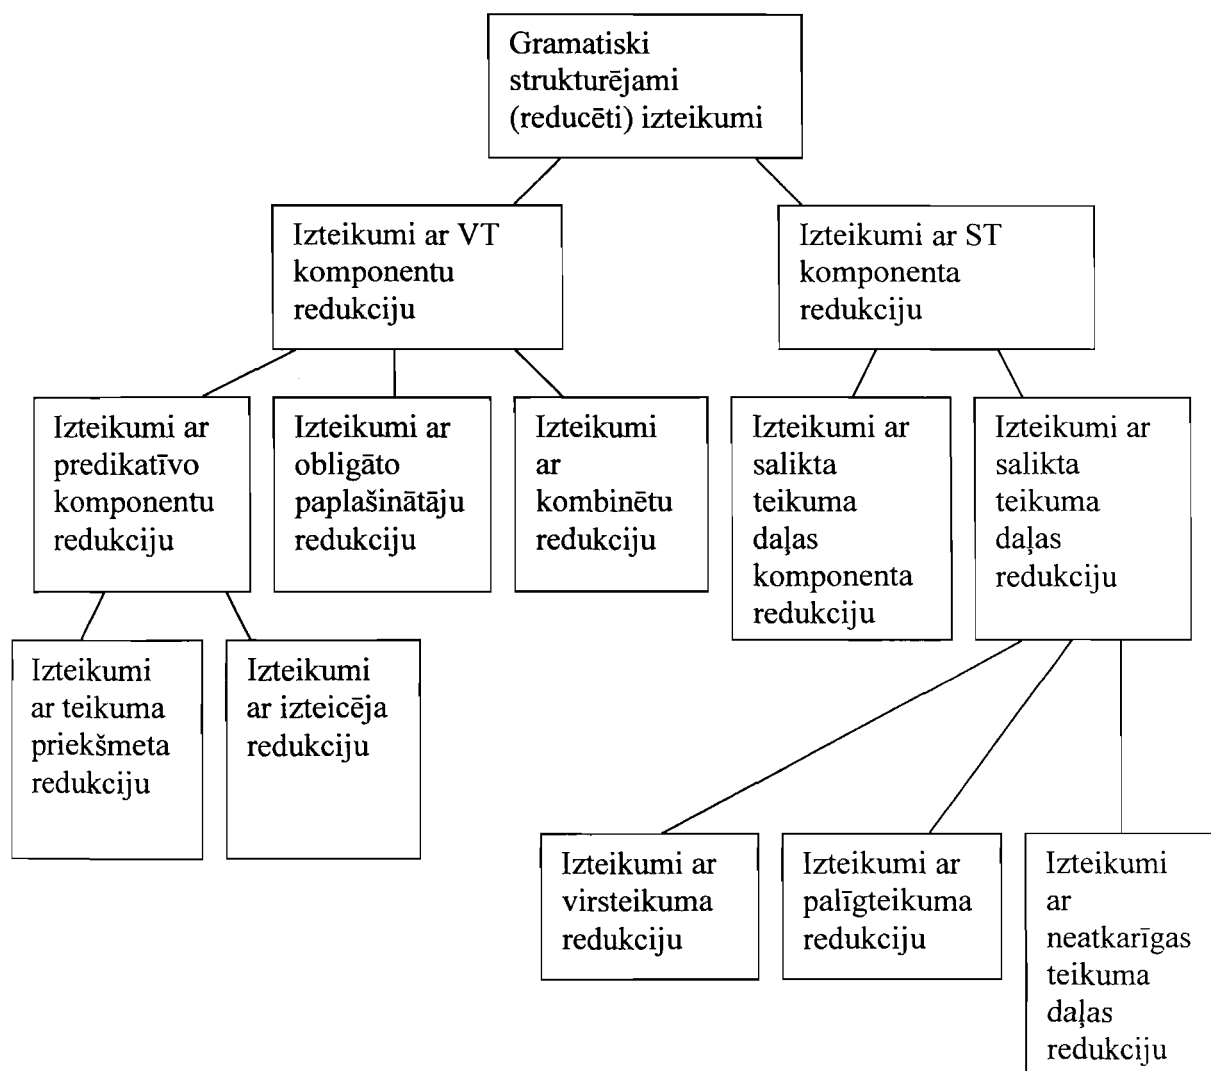 Gramatiski
strukturējami
(reducēti) izteikumi
Izteikumi ar VT
komponentu
redukciju
Izteikumi ar ST
komponenta
redukciju
Izteikumi ar
predikatīvo
komponentu
redukciju
Izteikumi ar
obligāto
paplašinātāju
redukciju
Izteikumi
ar
kombinētu
redukciju
Izteikumi ar
salikta
teikuma
daļas
komponenta
redukciju
Izteikumi ar
salikta
teikuma
daļas
redukciju
Izteikumi
ar teikuma
priekšmeta
redukciju
Izteikumi
ar izteicēja
redukciju
Izteikumi ar
virsteikuma
redukciju
Izteikumi ar
palīgteikuma
redukciju
Izteikumi
ar
neatkarīgas
teikuma
daļas
redukciju